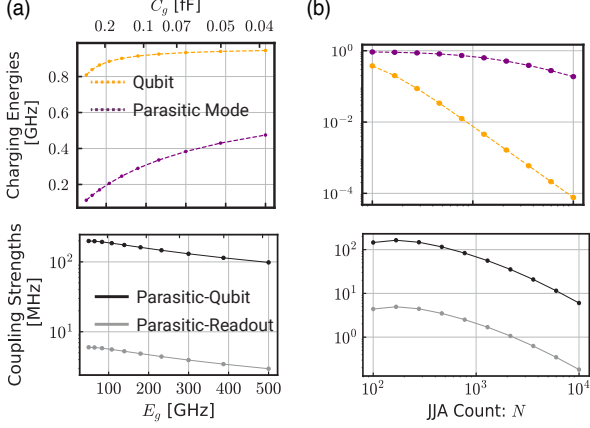 (a)
C_g [fF]
0.2 0.1 0.07 0.05 0.04
(b)
Charging Energies
[GHz]
0.8
0.6
0.4
0.2
Qubit
Parasitic Mode
10^0
10^−2
10^−4
Coupling Strengths
[MHz]
10^2
10^1
Parasitic-Qubit
Parasitic-Readout
100 200 300 400 500
E_g [GHz]
10^2
10^1
10^0
10^2 10^3 10^4
JJA Count: N